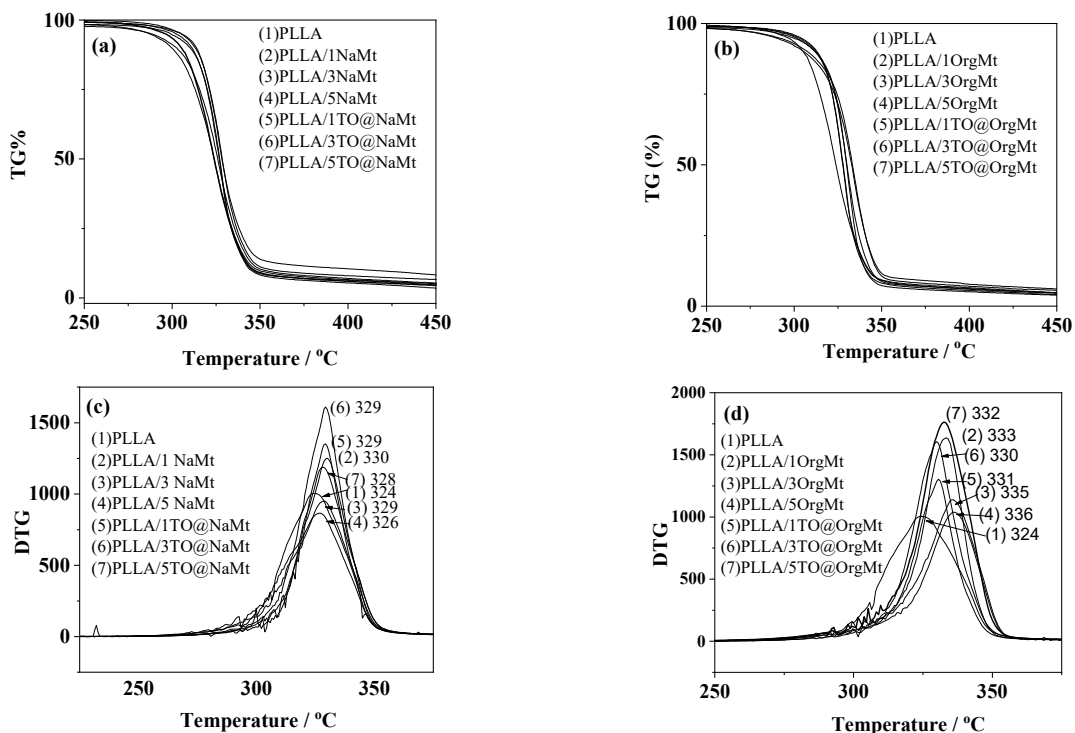 100
50
0
TG%
(a)
(1)PLLA
(2)PLLA/1NaMt
(3)PLLA/3NaMt
(4)PLLA/5NaMt
(5)PLLA/1TO@NaMt
(6)PLLA/3TO@NaMt
(7)PLLA/5TO@NaMt
250 300 350 400 450
Temperature / °C
100
50
0
TG (%)
(b)
(1)PLLA
(2)PLLA/1OrgMt
(3)PLLA/3OrgMt
(4)PLLA/5OrgMt
(5)PLLA/1TO@OrgMt
(6)PLLA/3TO@OrgMt
(7)PLLA/5TO@OrgMt
250 300 350 400 450
Temperature / °C
1500
1000
500
0
DTG
(c)
(1)PLLA
(2)PLLA/1 NaMt
(3)PLLA/3 NaMt
(4)PLLA/5 NaMt
(5)PLLA/1TO@NaMt
(6)PLLA/3TO@NaMt
(7)PLLA/5TO@NaMt
(6) 329
(5) 329
(2) 330
(7) 328
(1) 324
(3) 329
(4) 326
250 300 350
Temperature / °C
2000
1500
1000
500
0
DTG
(d)
(1)PLLA
(2)PLLA/1OrgMt
(3)PLLA/3OrgMt
(4)PLLA/5OrgMt
(5)PLLA/1TO@OrgMt
(6)PLLA/3TO@OrgMt
(7)PLLA/5TO@OrgMt
(7) 332
(2) 333
(6) 330
(5) 331
(3) 335
(4) 336
(1) 324
250 300 350
Temperature / °C